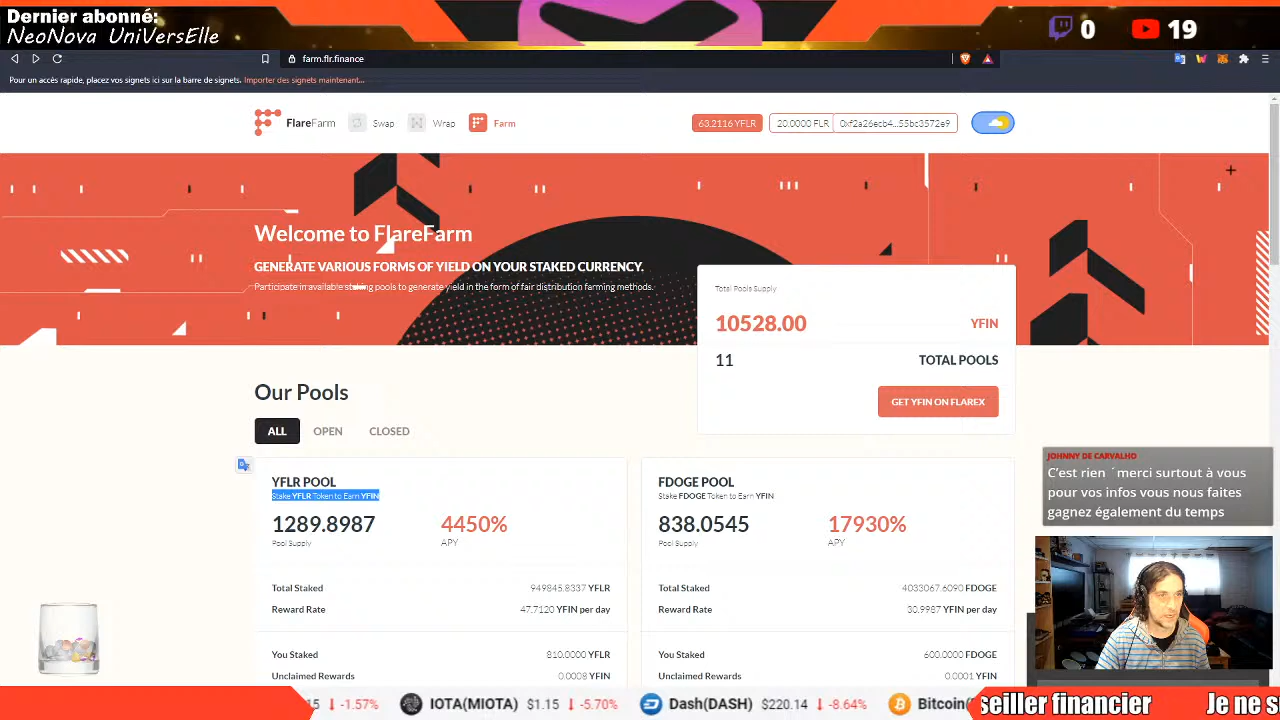 Dernier abonné:
NeoNova UniVersElle
0
19
farm.flr.finance
Pour un accès rapide, placez vos signets ici sur la barre de signets. Importer des signets maintenant...
FlareFarm
Swap
Wrap
Farm
63.2116 YFLR
20.0000 FLR
0xf2a26ecb4...55bc3572e9
Welcome to FlareFarm
GENERATE VARIOUS FORMS OF YIELD ON YOUR STAKED CURRENCY.
Participate in available staking pools to generate yield in the form of fair distribution farming methods.
Total Pools Supply
10528.00 YFIN
11 TOTAL POOLS
GET YFIN ON FLAREX
Our Pools
ALL OPEN CLOSED
YFLR POOL
Stake YFLR Token to Earn YFIN
1289.8987 4450%
Pool Supply APY
Total Staked 949845.8337 YFLR
Reward Rate 47.7120 YFIN per day
You Staked 810.0000 YFLR
Unclaimed Rewards 0.0008 YFIN
FDOGE POOL
Stake FDOGE Token to Earn YFIN
838.0545 17930%
Pool Supply APY
Total Staked 4033067.6090 FDOGE
Reward Rate 30.9987 YFIN per day
You Staked 600.0000 FDOGE
Unclaimed Rewards 0.0001 YFIN
JOHNNY DE CARVALHO
C'est rien ´merci surtout à vous
pour vos infos vous nous faites
gagnez également du temps
15 -1.57% IOTA(MIOTA) $1.15 -5.70% Dash(DASH) $220.14 -8.64% Bitcoin(
seiller financier Je ne s